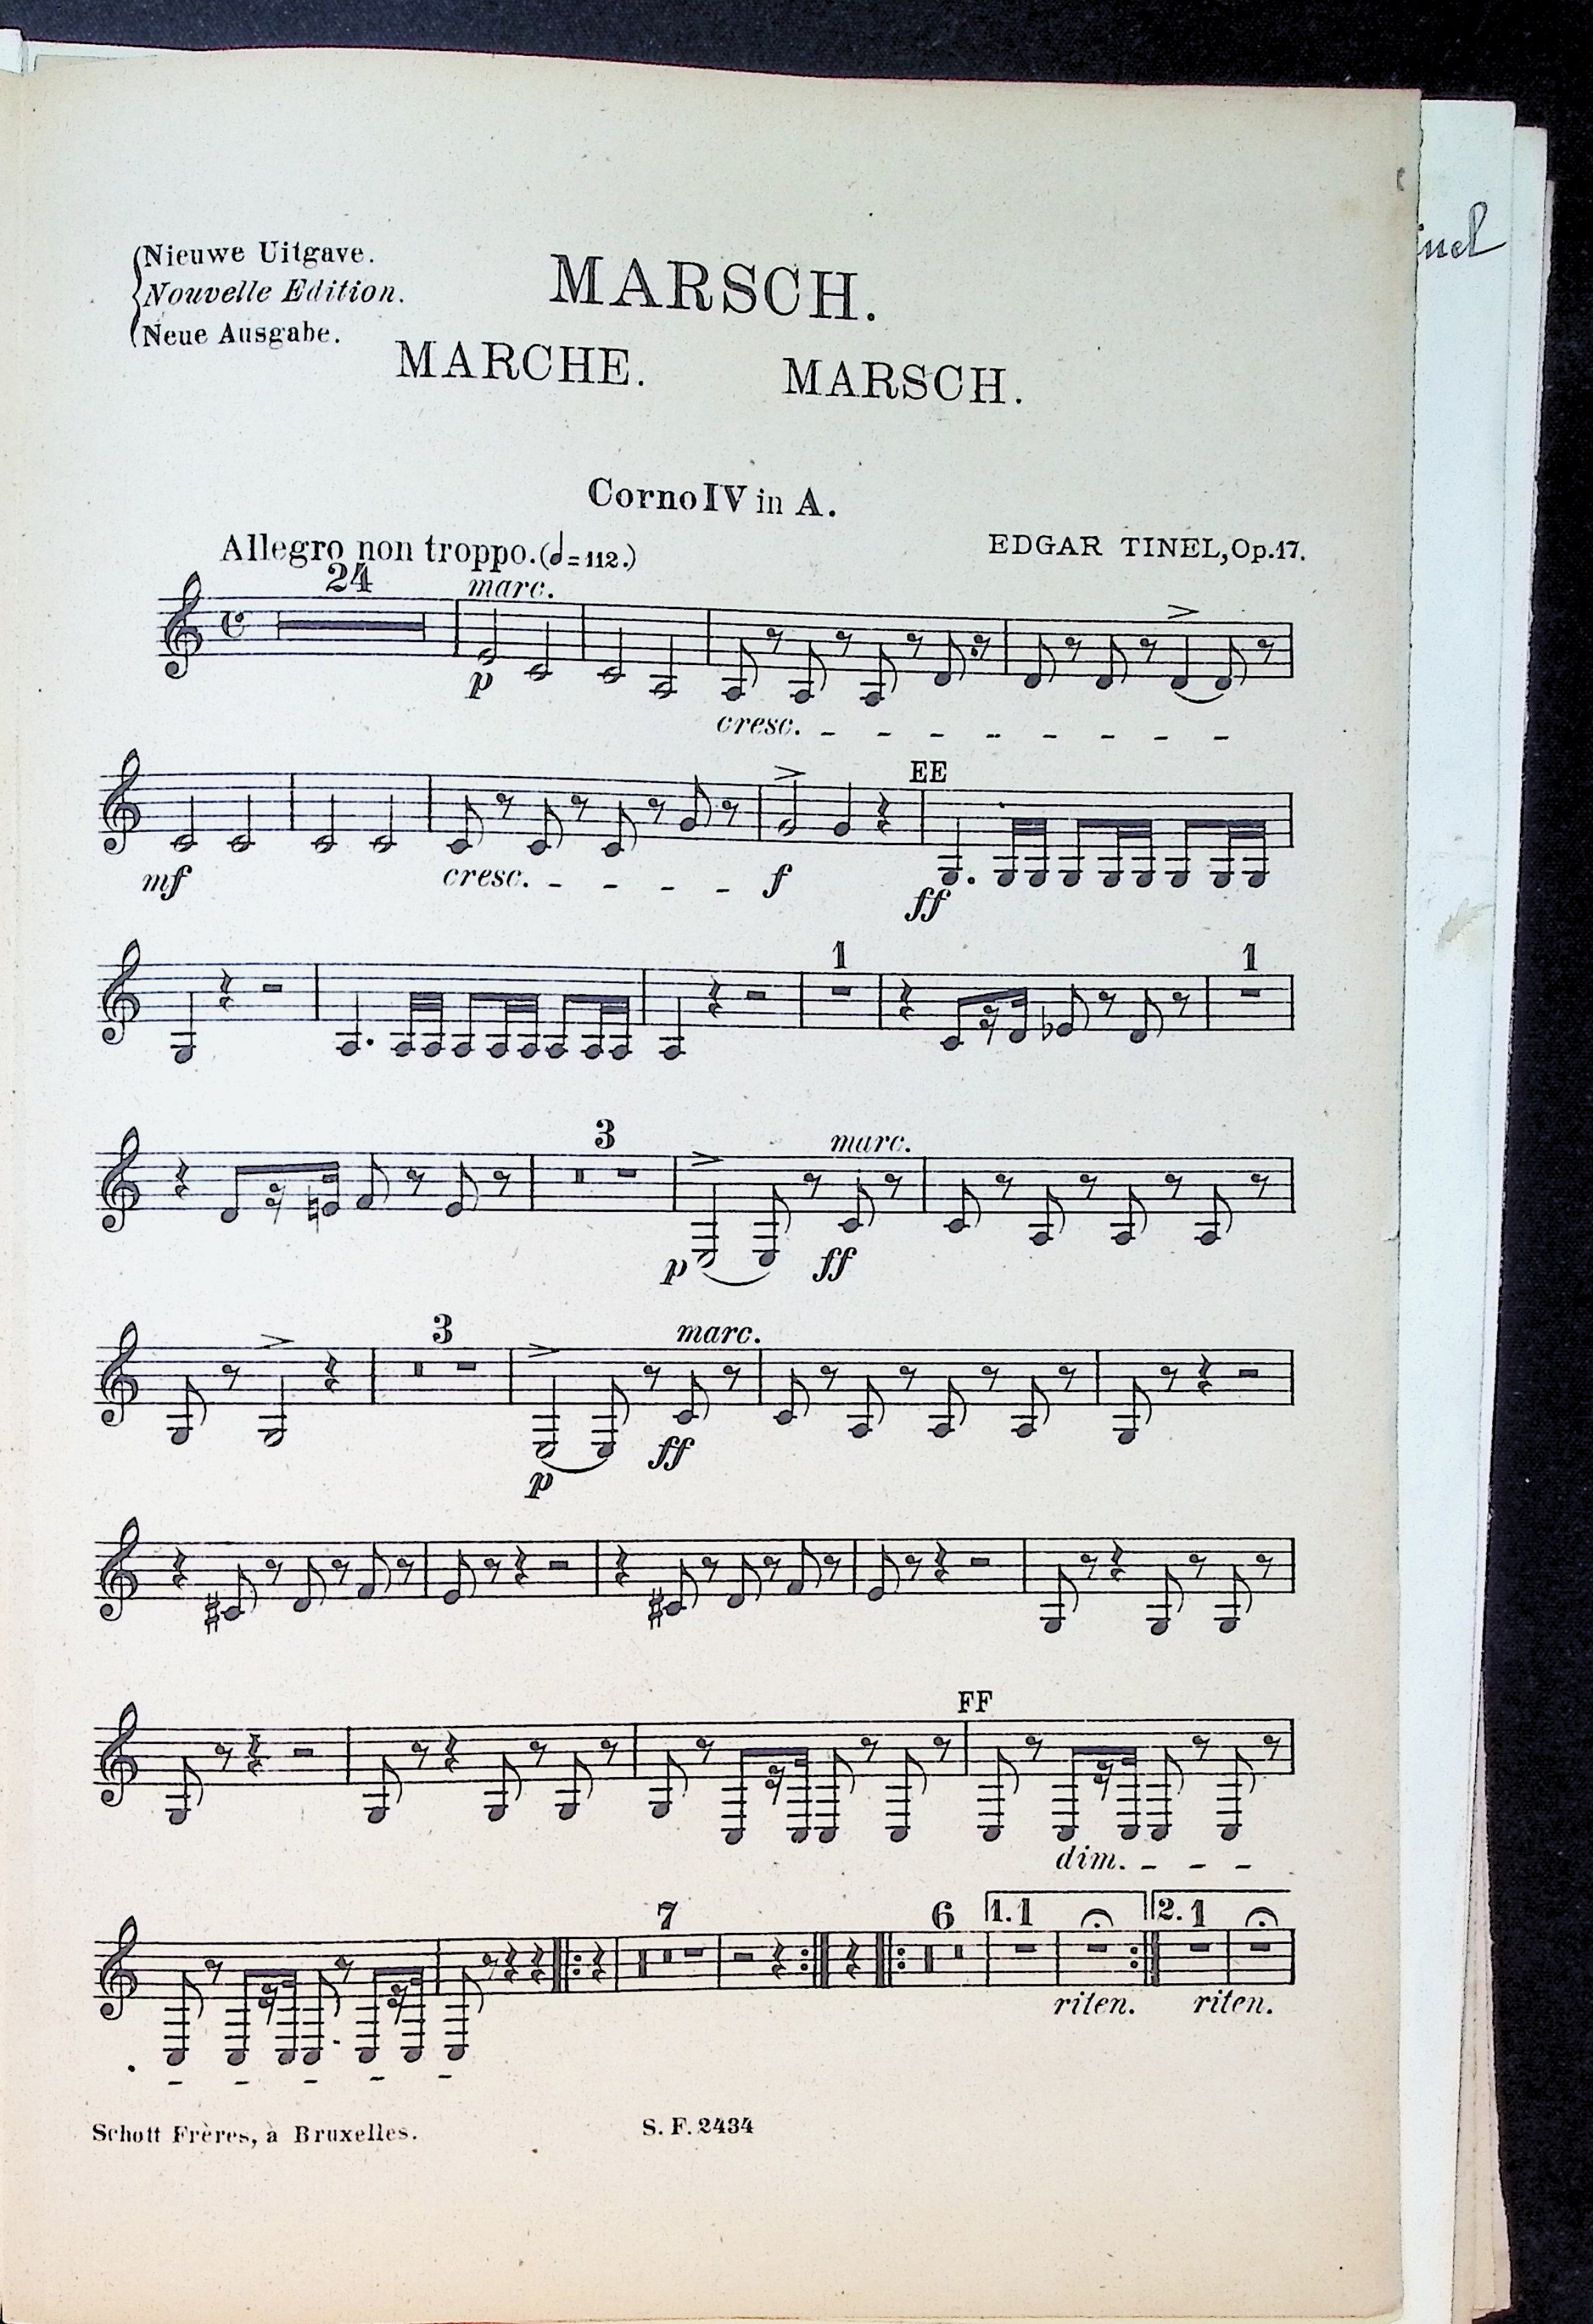 inel
Nieuwe Uitgave.
Nouvelle Edition.
Neue Ausgabe.
MARSCH.
MARCHE. MARSCH.
Corno IV in A.
Allegro non troppo. (𝅗𝅥=112.)
EDGAR TINEL, Op. 17.
24 marc.
p
cresc. - - - - - - - -
EE
mf cresc. - - - - f ff
1 1
3 marc.
p ff
3 marc.
p ff
FF
dim. - - -
7 6 1. 1 2. 1
riten. riten.
- - - - -
Schott Frères, à Bruxelles. S. F. 2434